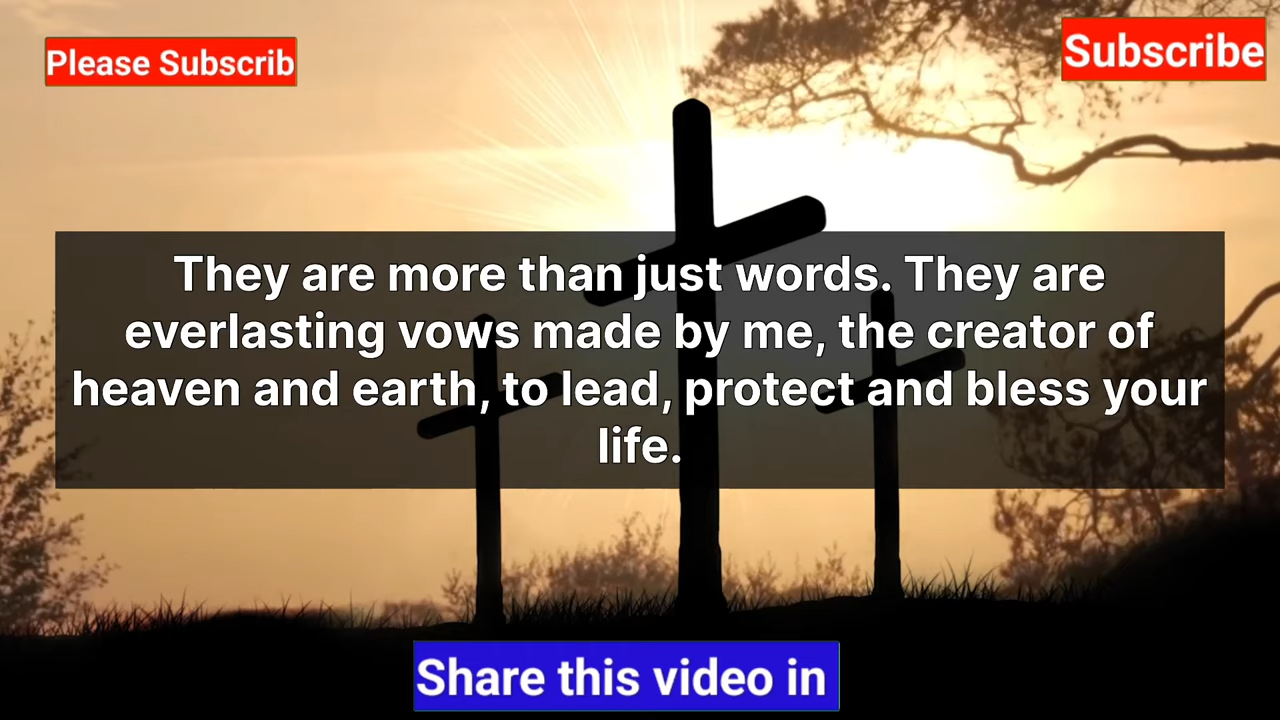 Please Subscrib
Subscribe
They are more than just words. They are
everlasting vows made by me, the creator of
heaven and earth, to lead, protect and bless your
life.
Share this video in